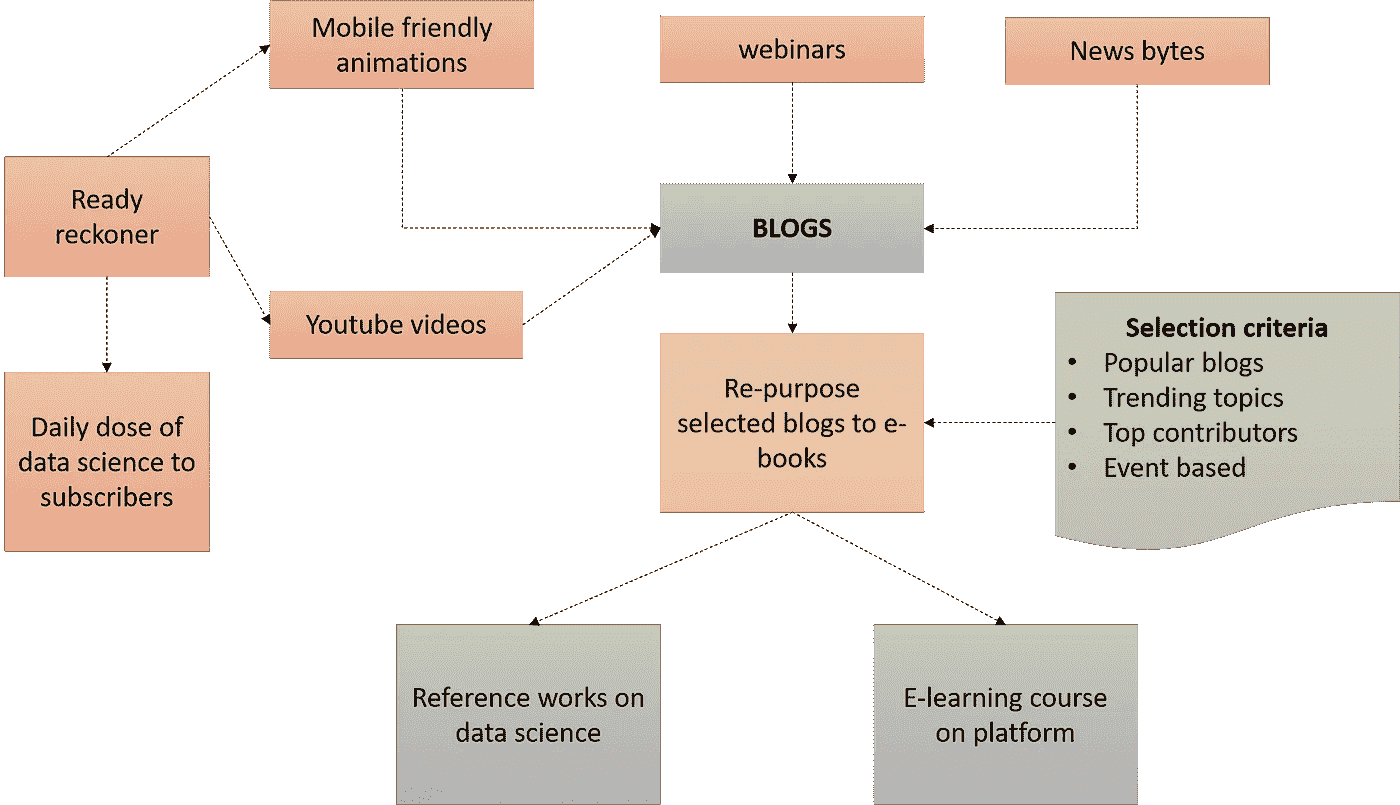 Mobile friendly
animations
webinars
News bytes
Ready
reckoner
BLOGS
Youtube videos
Selection criteria
• Popular blogs
• Trending topics
• Top contributors
• Event based
Re-purpose
selected blogs to e-
books
Daily dose of
data science to
subscribers
Reference works on
data science
E-learning course
on platform